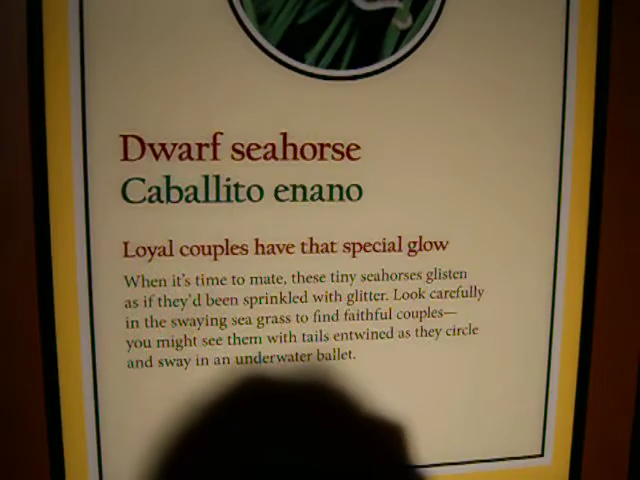 Dwarf seahorse
Caballito enano
Loyal couples have that special glow
When it's time to mate, these tiny seahorses glisten
as if they'd been sprinkled with glitter. Look carefully
in the swaying sea grass to find faithful couples—
you might see them with tails entwined as they circle
and sway in an underwater ballet.